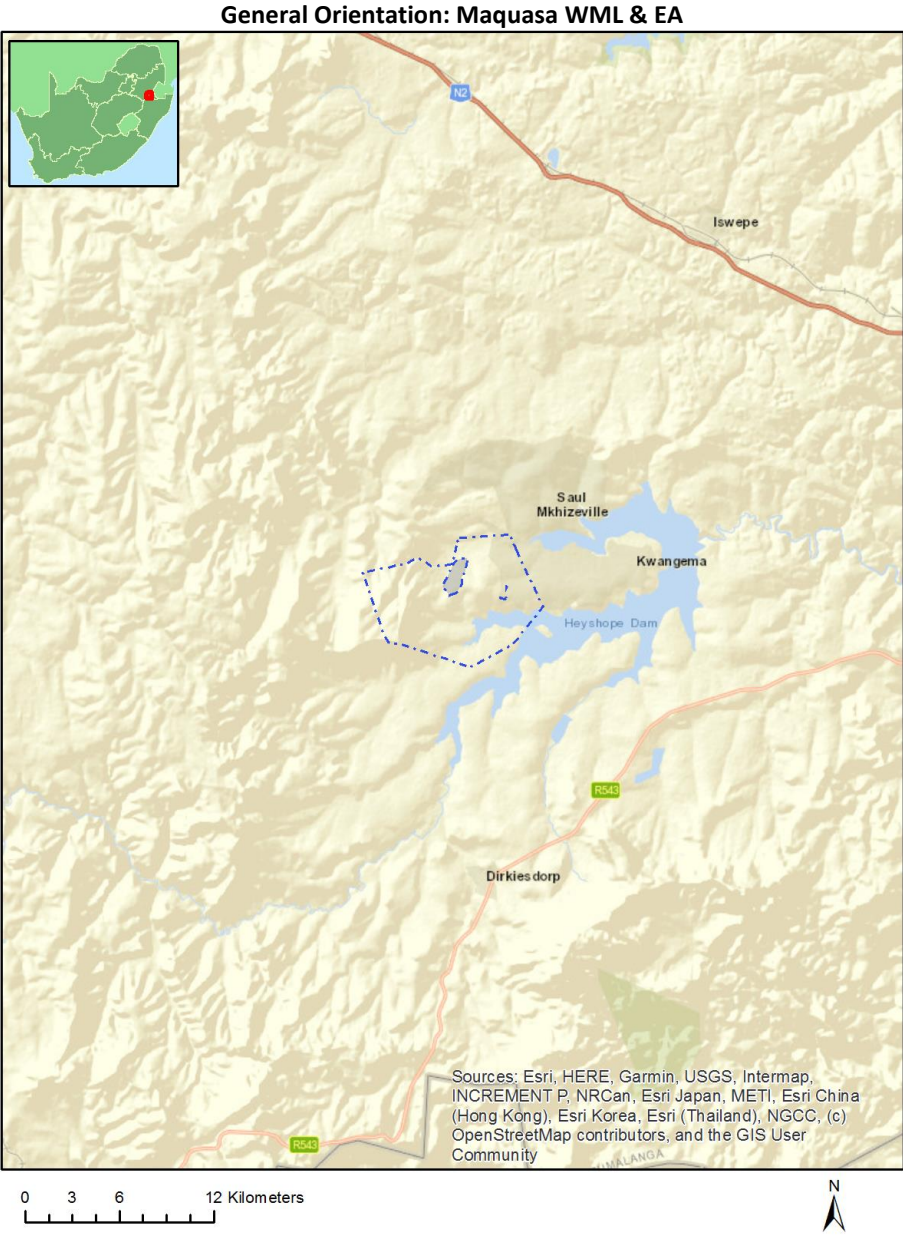 General Orientation: Maquasa WML & EA
N2
Iswepe
Saul
Mkhizeville
Kwangema
Heyshope Dam
R543
Dirkiesdorp
Sources: Esri, HERE, Garmin, USGS, Intermap,
INCREMENT P, NRCan, Esri Japan, METI, Esri China
(Hong Kong), Esri Korea, Esri (Thailand), NGCC, (c)
OpenStreetMap contributors, and the GIS User
Community
R543
0 3 6 12 Kilometers
N